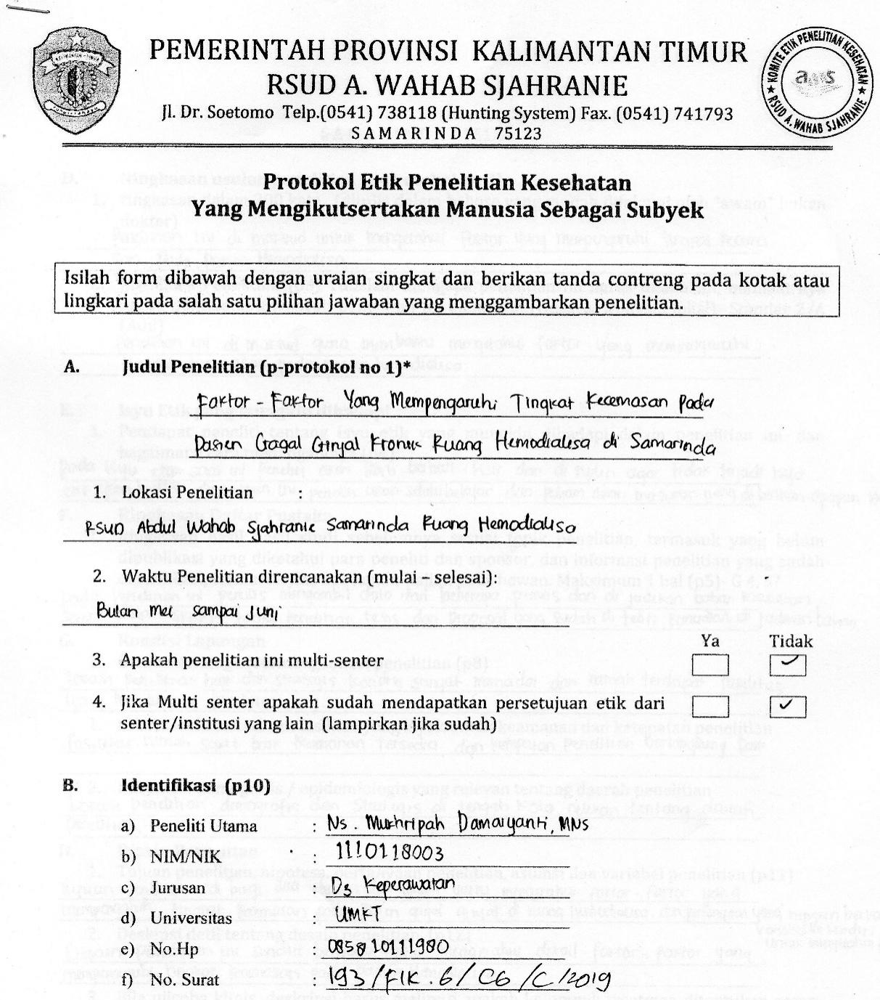 PEMERINTAH PROVINSI KALIMANTAN TIMUR
RSUD A. WAHAB SJAHRANIE
Jl. Dr. Soetomo Telp.(0541) 738118 (Hunting System) Fax. (0541) 741793
SAMARINDA 75123
KOMITE ETIK PENELITIAN KESEHATAN
aws
RSUD A. WAHAB SJAHRANIE
Protokol Etik Penelitian Kesehatan
Yang Mengikutsertakan Manusia Sebagai Subyek
Isilah form dibawah dengan uraian singkat dan berikan tanda contreng pada kotak atau
lingkari pada salah satu pilihan jawaban yang menggambarkan penelitian.
A. Judul Penelitian (p-protokol no 1)*
Faktor - Faktor Yang Mempengaruhi Tingkat Kecemasan Pada
Pasien Gagal Ginjal Kronik Ruang Hemodialisa di Samarinda
1. Lokasi Penelitian :
RSUD Abdul Wahab Sjahranie Samarinda Ruang Hemodialisa
2. Waktu Penelitian direncanakan (mulai – selesai):
Bulan Mei sampai Juni
Ya Tidak
3. Apakah penelitian ini multi-senter
4. Jika Multi senter apakah sudah mendapatkan persetujuan etik dari
senter/institusi yang lain (lampirkan jika sudah)
B. Identifikasi (p10)
a) Peneliti Utama : Ns. Mukhripah Damaiyanti, MNS
b) NIM/NIK : 1110118003
c) Jurusan : D3 Keperawatan
d) Universitas : UMKT
e) No.Hp : 085810111980
f) No. Surat : 193/FIK.6/C6/C/2019